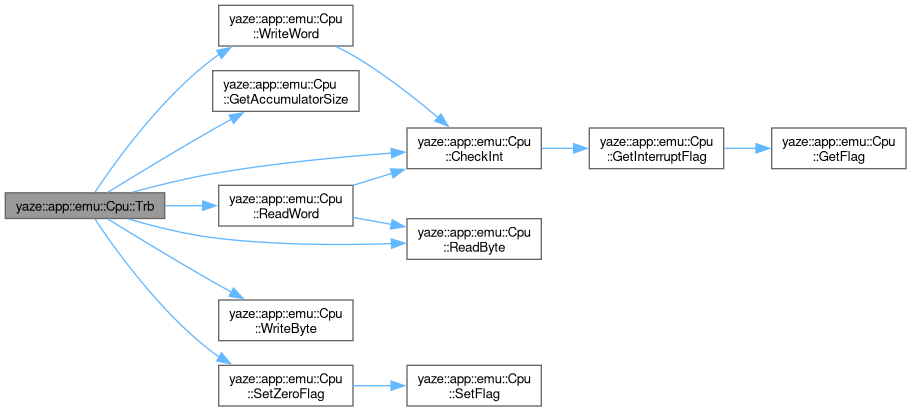 yaze::app::emu::Cpu::Trb
yaze::app::emu::Cpu
::WriteWord
yaze::app::emu::Cpu
::GetAccumulatorSize
yaze::app::emu::Cpu
::CheckInt
yaze::app::emu::Cpu
::GetInterruptFlag
yaze::app::emu::Cpu
::GetFlag
yaze::app::emu::Cpu
::ReadWord
yaze::app::emu::Cpu
::ReadByte
yaze::app::emu::Cpu
::WriteByte
yaze::app::emu::Cpu
::SetZeroFlag
yaze::app::emu::Cpu
::SetFlag